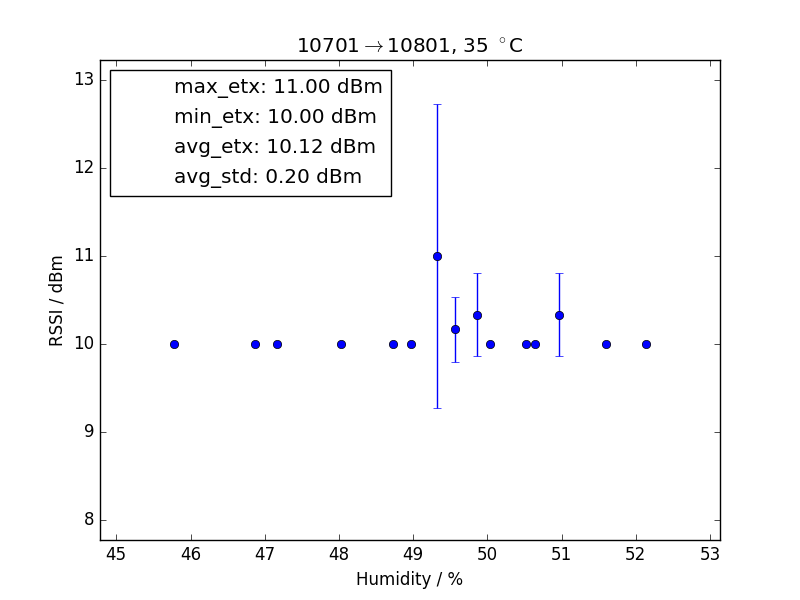 10701→10801, 35 °C
max_etx: 11.00 dBm
min_etx: 10.00 dBm
avg_etx: 10.12 dBm
avg_std: 0.20 dBm
RSSI / dBm
13
12
11
10
9
8
45 46 47 48 49 50 51 52 53
Humidity / %